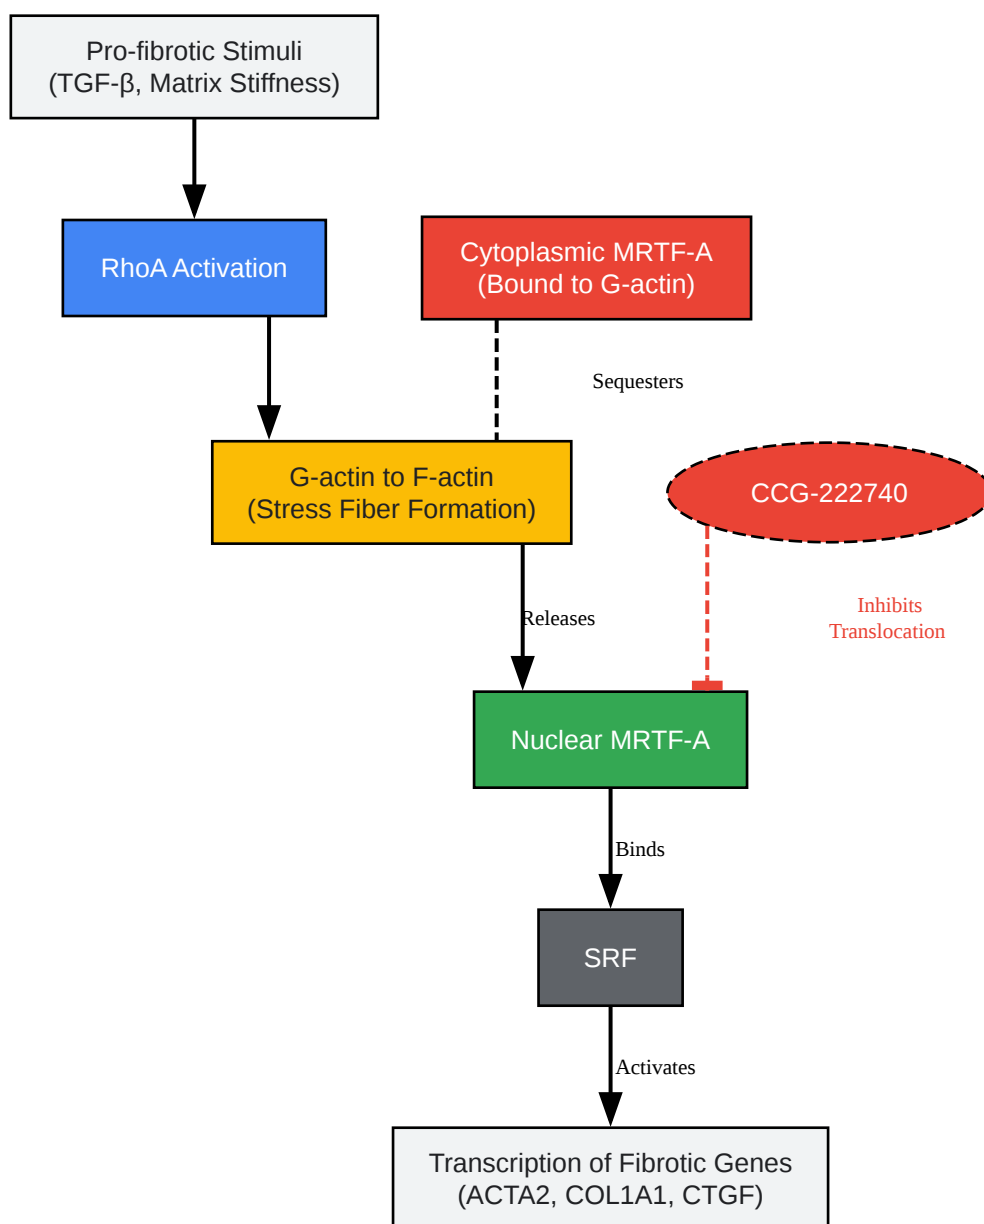 Pro-fibrotic Stimuli
(TGF-β, Matrix Stiffness)
RhoA Activation
Cytoplasmic MRTF-A
(Bound to G-actin)
Sequesters
G-actin to F-actin
(Stress Fiber Formation)
CCG-222740
Releases
Inhibits
Translocation
Nuclear MRTF-A
Binds
SRF
Activates
Transcription of Fibrotic Genes
(ACTA2, COL1A1, CTGF)